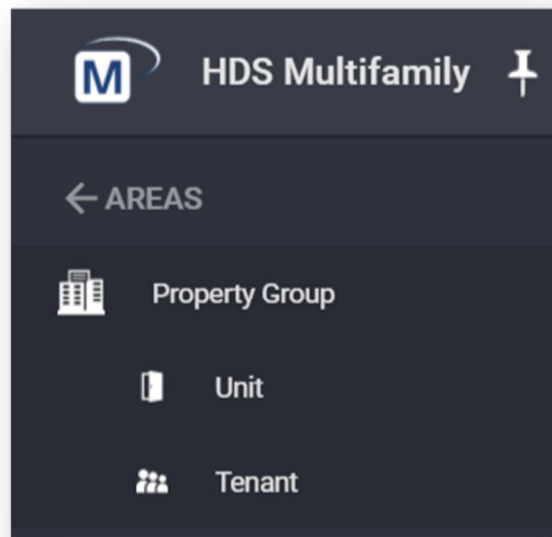 M
HDS Multifamily
AREAS
Property Group
Unit
Tenant